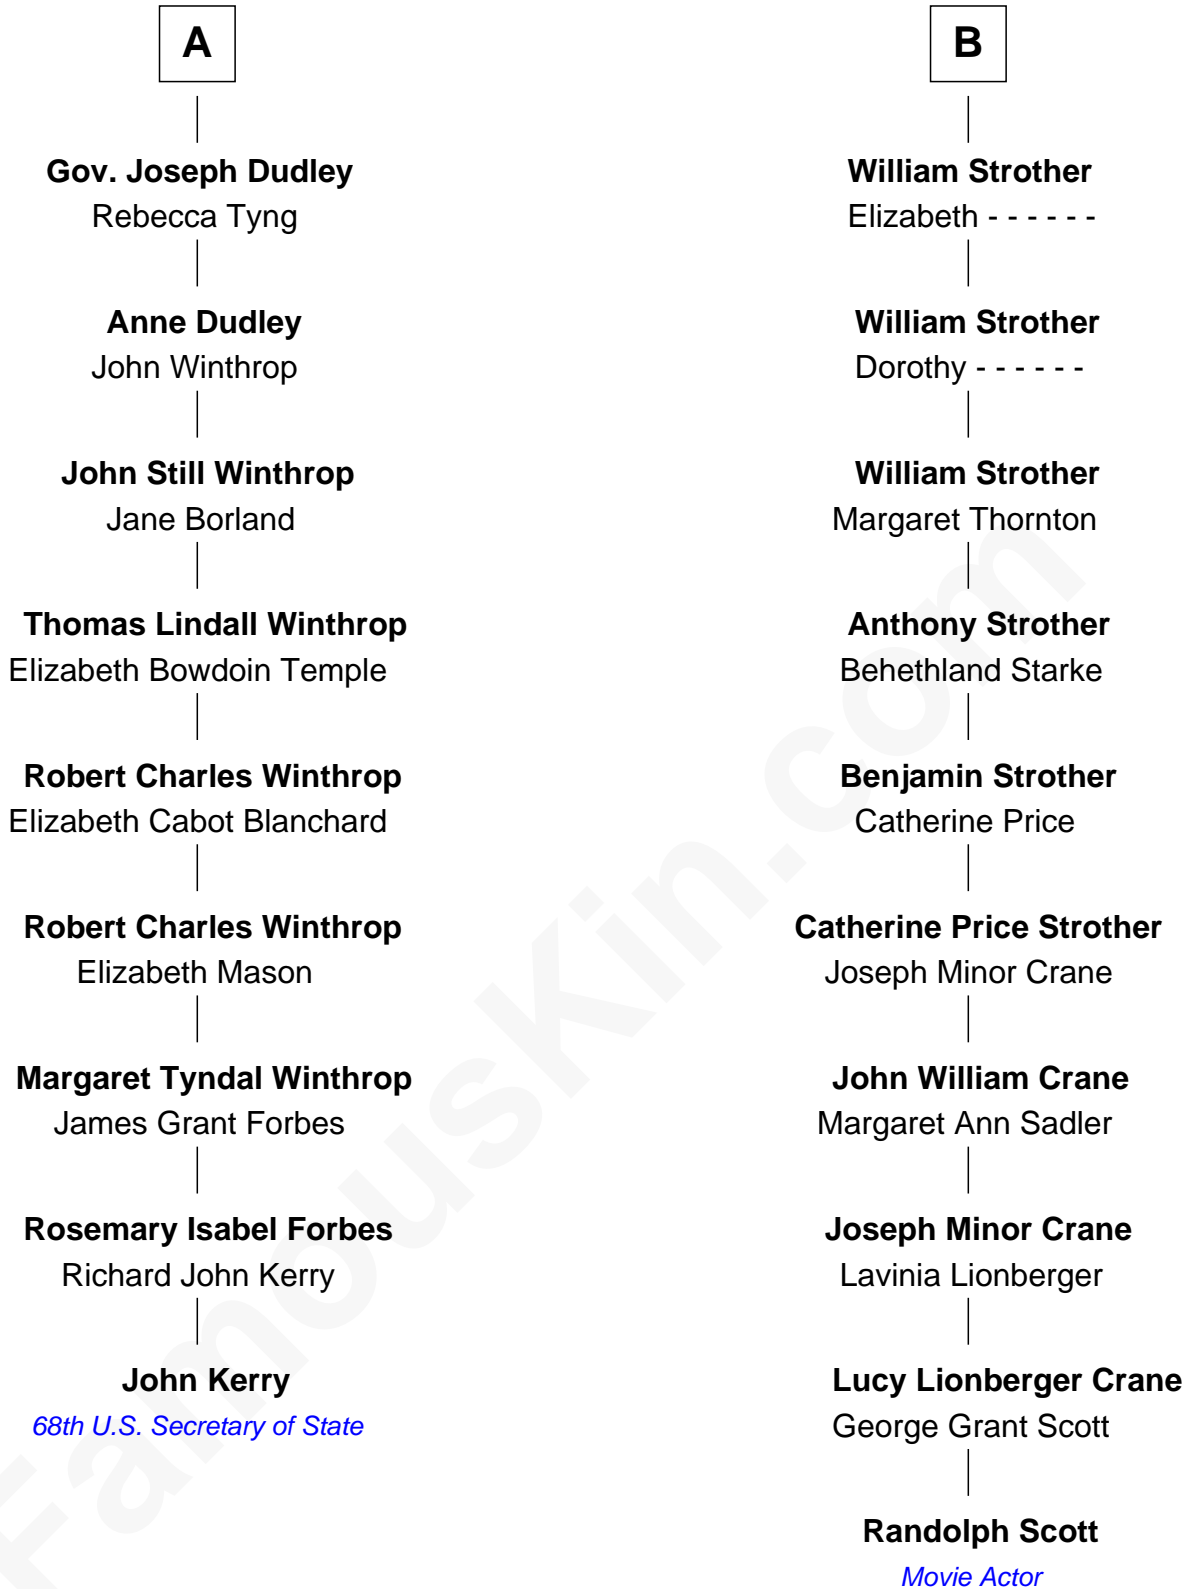 A
Gov. Joseph Dudley
Rebecca Tyng
Anne Dudley
John Winthrop
John Still Winthrop
Jane Borland
Thomas Lindall Winthrop
Elizabeth Bowdoin Temple
Robert Charles Winthrop
Elizabeth Cabot Blanchard
Robert Charles Winthrop
Elizabeth Mason
Margaret Tyndal Winthrop
James Grant Forbes
Rosemary Isabel Forbes
Richard John Kerry
John Kerry
68th U.S. Secretary of State
B
William Strother
Elizabeth - - - - - -
William Strother
Dorothy - - - - - -
William Strother
Margaret Thornton
Anthony Strother
Behethland Starke
Benjamin Strother
Catherine Price
Catherine Price Strother
Joseph Minor Crane
John William Crane
Margaret Ann Sadler
Joseph Minor Crane
Lavinia Lionberger
Lucy Lionberger Crane
George Grant Scott
Randolph Scott
Movie Actor
FamousKin.com